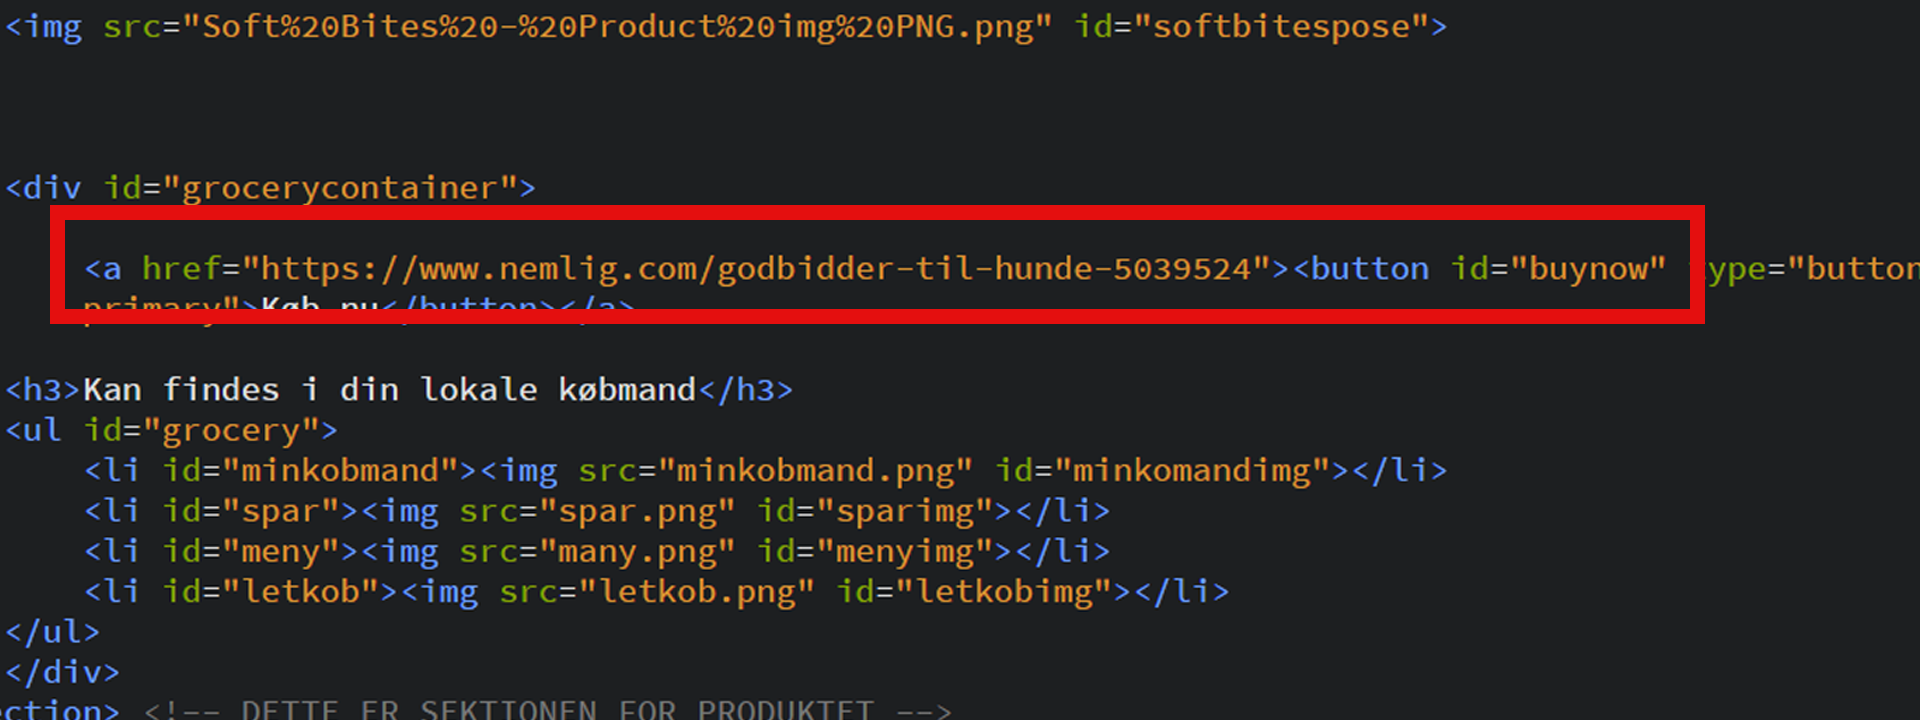 <img src="Soft%20Bites%20-%20Product%20img%20PNG.png" id="softbitespose">
<div id="grocerycontainer">
<a href="https://www.nemlig.com/godbidder-til-hunde-5039524"><button id="buynow" type="button
primary">Køb nu</button></a>
<h3>Kan findes i din lokale købmand</h3>
<ul id="grocery">
<li id="minkobmand"><img src="minkobmand.png" id="minkomandimg"></li>
<li id="spar"><img src="spar.png" id="sparimg"></li>
<li id="meny"><img src="many.png" id="menyimg"></li>
<li id="letkob"><img src="letkob.png" id="letkobimg"></li>
</ul>
</div>
ection> <!-- DETTE ER SEKTIONEN FOR PRODUKTET -->